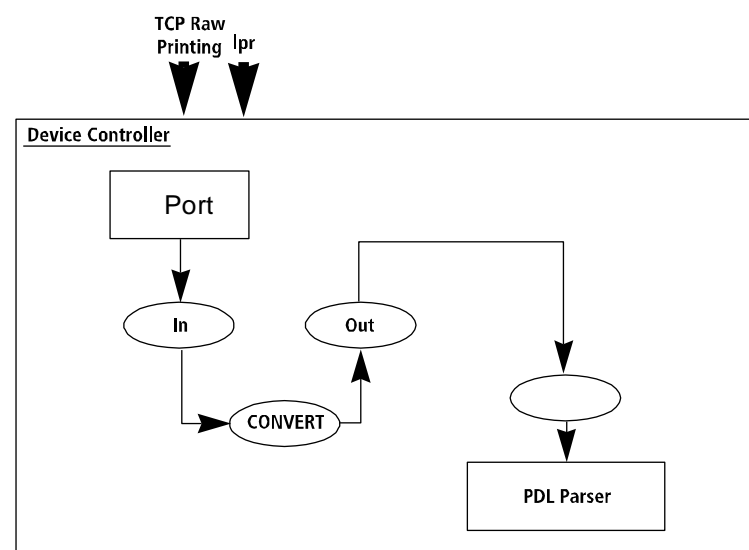 TCP Raw
Printing
lpr
Device Controller
Port
In
Out
CONVERT
PDL Parser